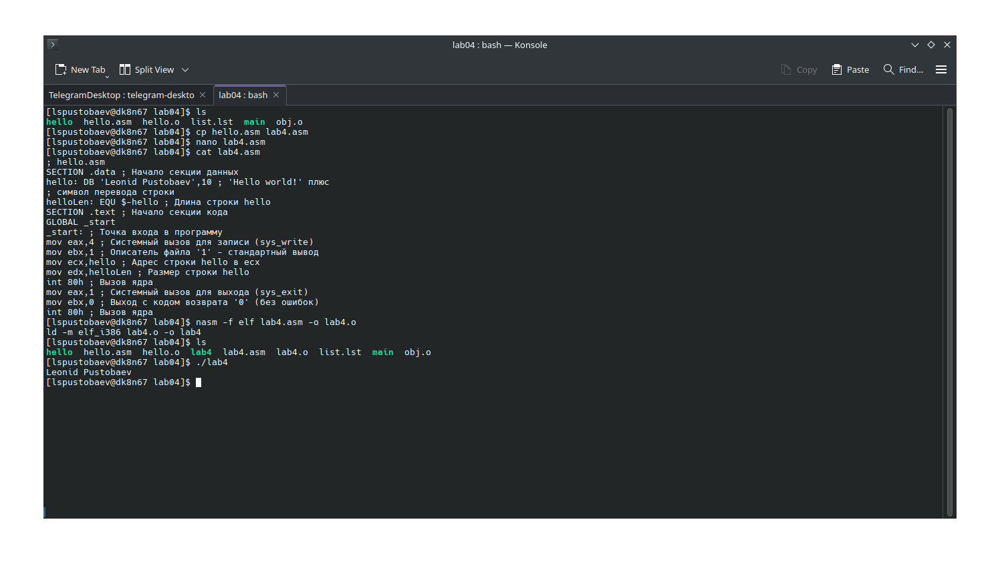 lab04 : bash — Konsole
New Tab Split View Copy Paste Find...
TelegramDesktop : telegram-deskto lab04 : bash
[lspustobaev@dk8n67 lab04]$ ls
hello hello.asm hello.o list.lst main obj.o
[lspustobaev@dk8n67 lab04]$ cp hello.asm lab4.asm
[lspustobaev@dk8n67 lab04]$ nano lab4.asm
[lspustobaev@dk8n67 lab04]$ cat lab4.asm
; hello.asm
SECTION .data ; Начало секции данных
hello: DB 'Leonid Pustobaev',10 ; 'Hello world!' плюс
; символ перевода строки
helloLen: EQU $-hello ; Длина строки hello
SECTION .text ; Начало секции кода
GLOBAL _start
_start: ; Точка входа в программу
mov eax,4 ; Системный вызов для записи (sys_write)
mov ebx,1 ; Описатель файла '1' - стандартный вывод
mov ecx,hello ; Адрес строки hello в ecx
mov edx,helloLen ; Размер строки hello
int 80h ; Вызов ядра
mov eax,1 ; Системный вызов для выхода (sys_exit)
mov ebx,0 ; Выход с кодом возврата '0' (без ошибок)
int 80h ; Вызов ядра
[lspustobaev@dk8n67 lab04]$ nasm -f elf lab4.asm -o lab4.o
ld -m elf_i386 lab4.o -o lab4
[lspustobaev@dk8n67 lab04]$ ls
hello hello.asm hello.o lab4 lab4.asm lab4.o list.lst main obj.o
[lspustobaev@dk8n67 lab04]$ ./lab4
Leonid Pustobaev
[lspustobaev@dk8n67 lab04]$